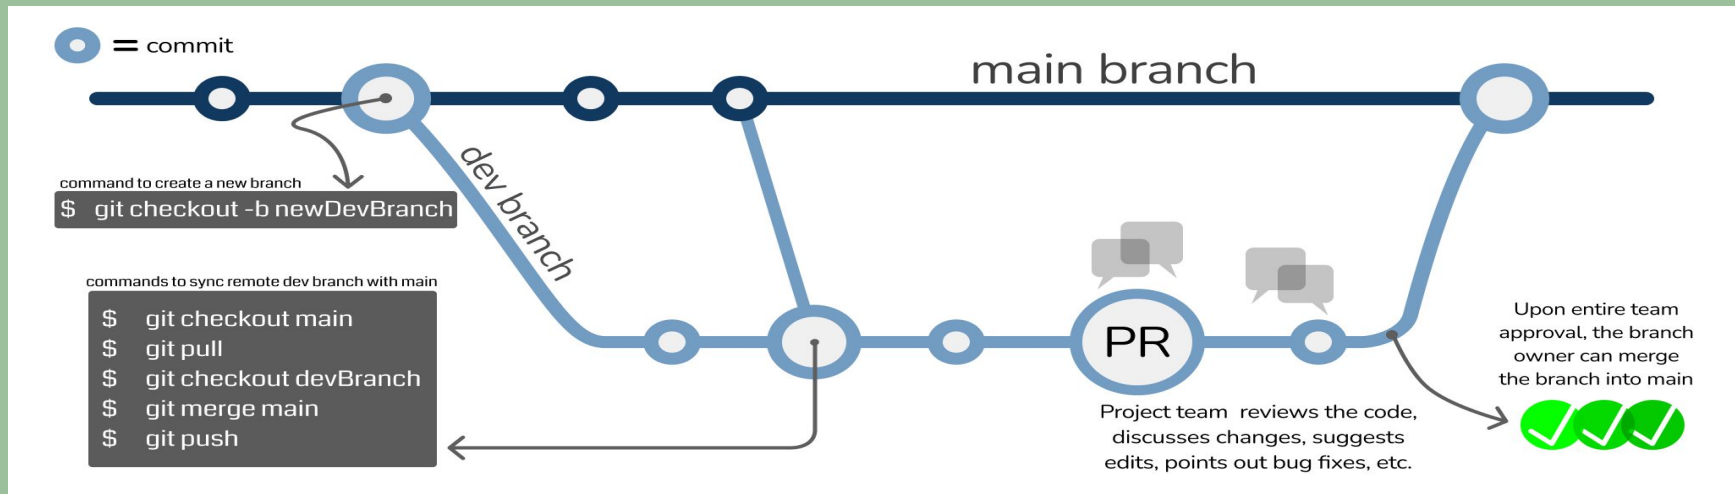 = commit
main branch
dev branch
command to create a new branch
$ git checkout -b newDevBranch
commands to sync remote dev branch with main
$ git checkout main
$ git pull
$ git checkout devBranch
$ git merge main
$ git push
PR
Project team reviews the code,
discusses changes, suggests
edits, points out bug fixes, etc.
Upon entire team
approval, the branch
owner can merge
the branch into main